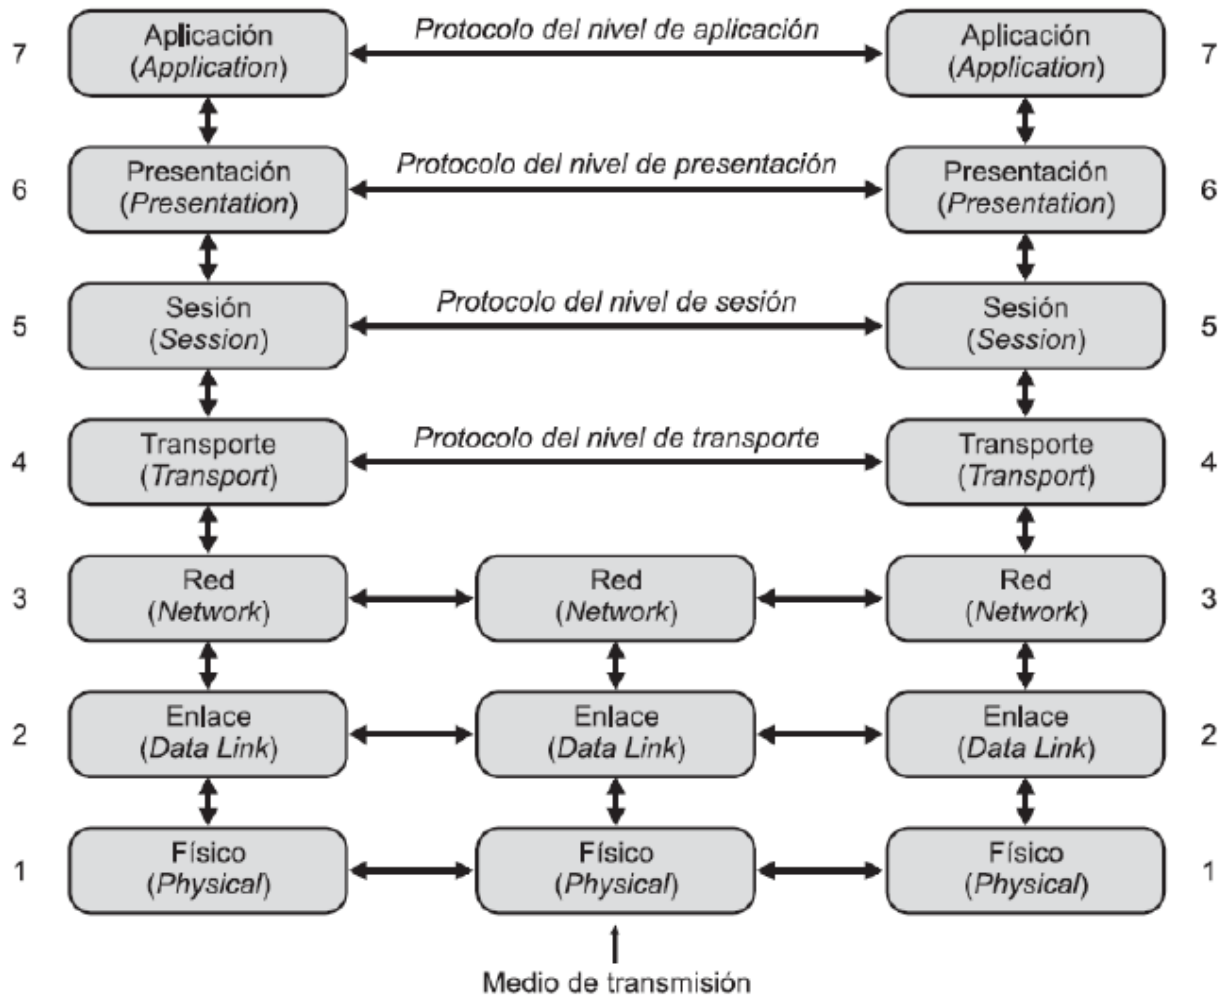 7
Aplicación
(Application)
Protocolo del nivel de aplicación
Aplicación
(Application)
7
6
Presentación
(Presentation)
Protocolo del nivel de presentación
Presentación
(Presentation)
6
5
Sesión
(Session)
Protocolo del nivel de sesión
Sesión
(Session)
5
4
Transporte
(Transport)
Protocolo del nivel de transporte
Transporte
(Transport)
4
3
Red
(Network)
Red
(Network)
Red
(Network)
3
2
Enlace
(Data Link)
Enlace
(Data Link)
Enlace
(Data Link)
2
1
Físico
(Physical)
Físico
(Physical)
Físico
(Physical)
1
Medio de transmisión